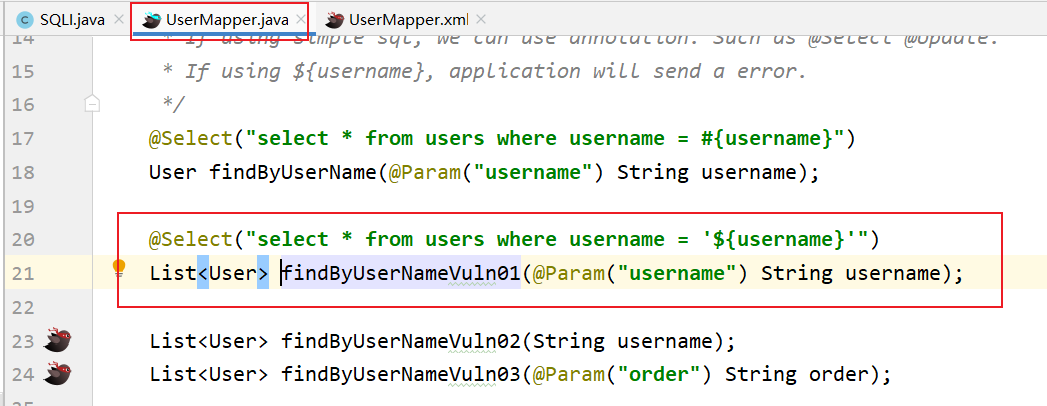 SQLI.java UserMapper.java UserMapper.xml
14 * If using simple sql, we can use annotation. Such as @Select @Update.
15 * If using ${username}, application will send a error.
16 */
17 @Select("select * from users where username = #{username}")
18 User findByUserName(@Param("username") String username);
19
20 @Select("select * from users where username = '${username}'")
21 List<User> findByUserNameVuln01(@Param("username") String username);
22
23 List<User> findByUserNameVuln02(String username);
24 List<User> findByUserNameVuln03(@Param("order") String order);
25